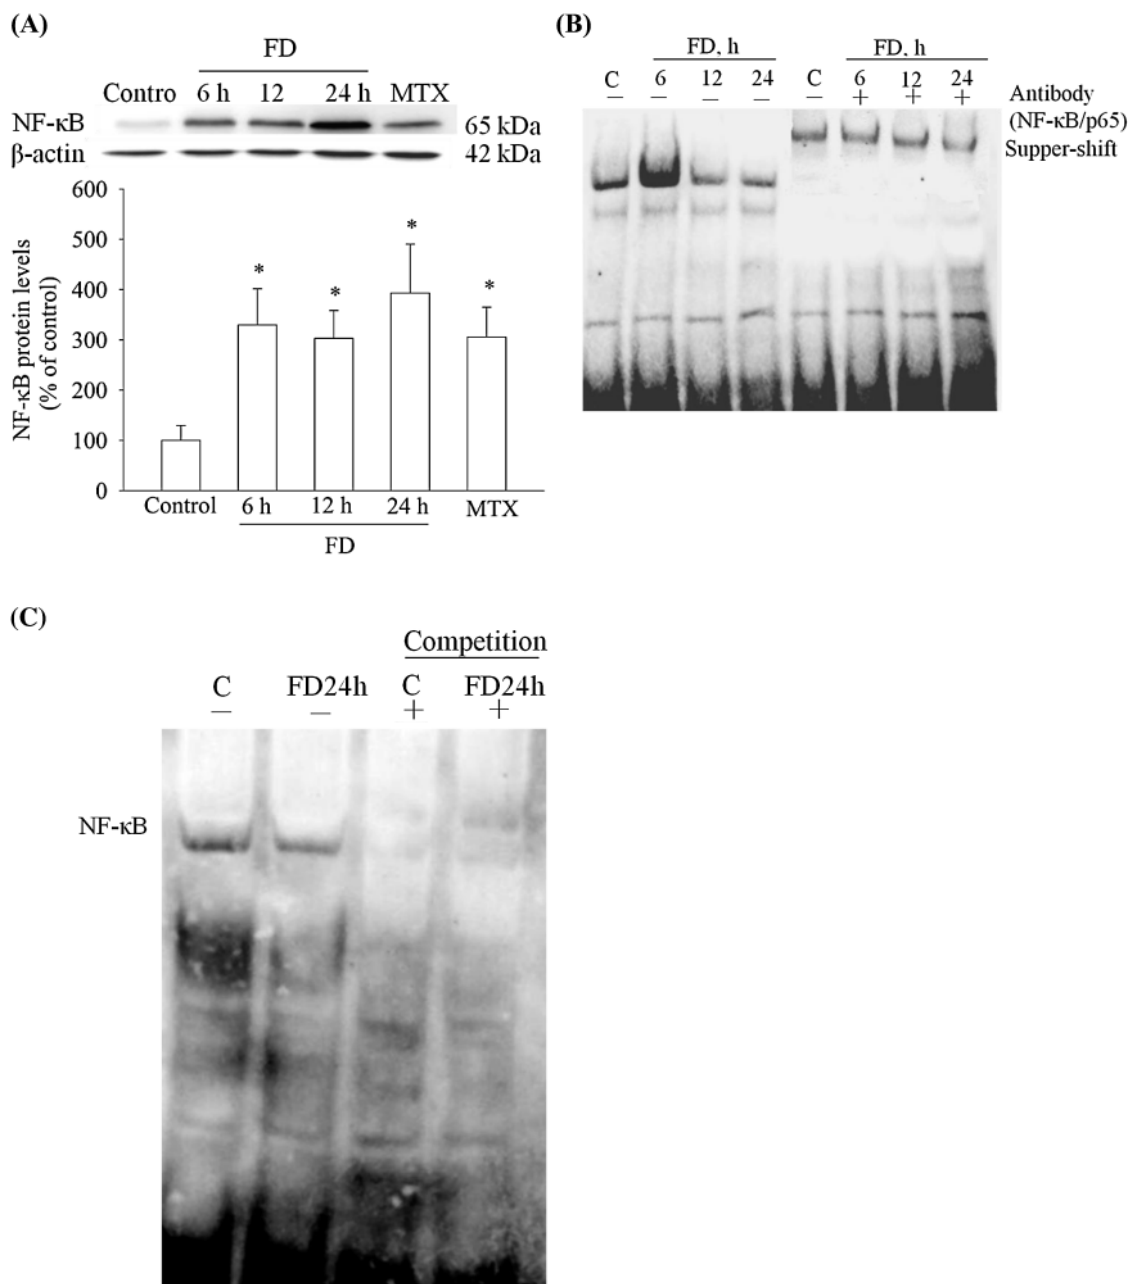 (A)
FD
Contro 6 h 12 24 h MTX
NF-κB 65 kDa
β-actin 42 kDa
NF-κB protein levels
(% of control)
600
500
400
300
200
100
0
* * * *
Control 6 h 12 h 24 h MTX
FD
(B)
FD, h FD, h
C 6 12 24 C 6 12 24
− − − − − + + + Antibody
(NF-κB/p65)
Supper-shift
(C)
Competition
C FD24h C FD24h
− − + +
NF-κB